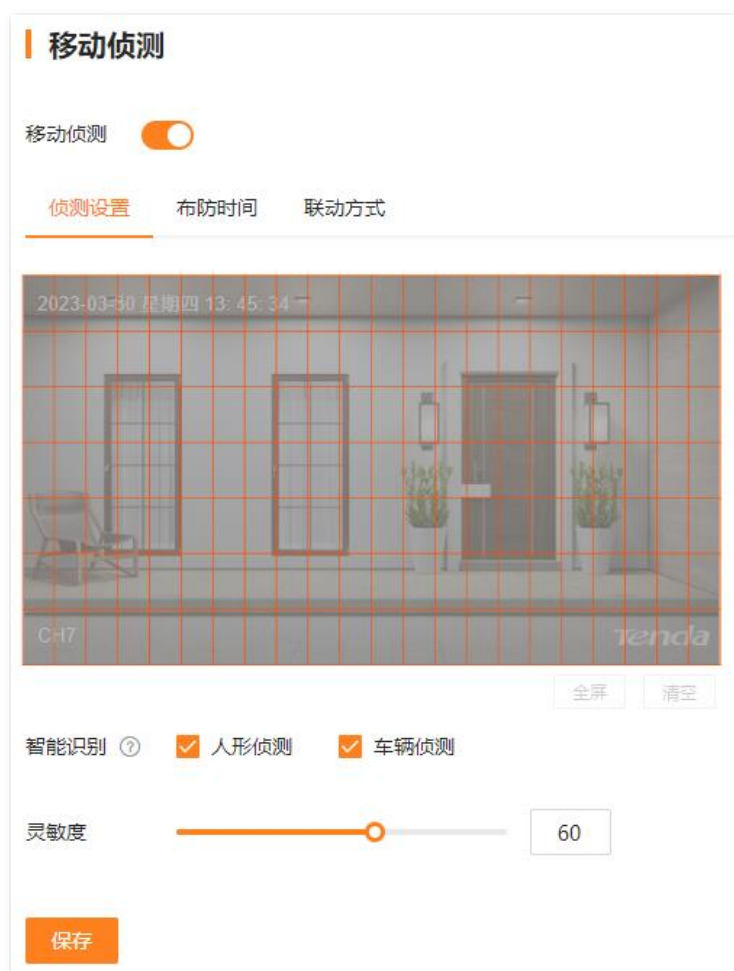 移动侦测
移动侦测
侦测设置 布防时间 联动方式
2023-03-30 星期四 13:45:34
CH7 Tenda
全屏 清空
智能识别 ? 人形侦测 车辆侦测
灵敏度 60
保存